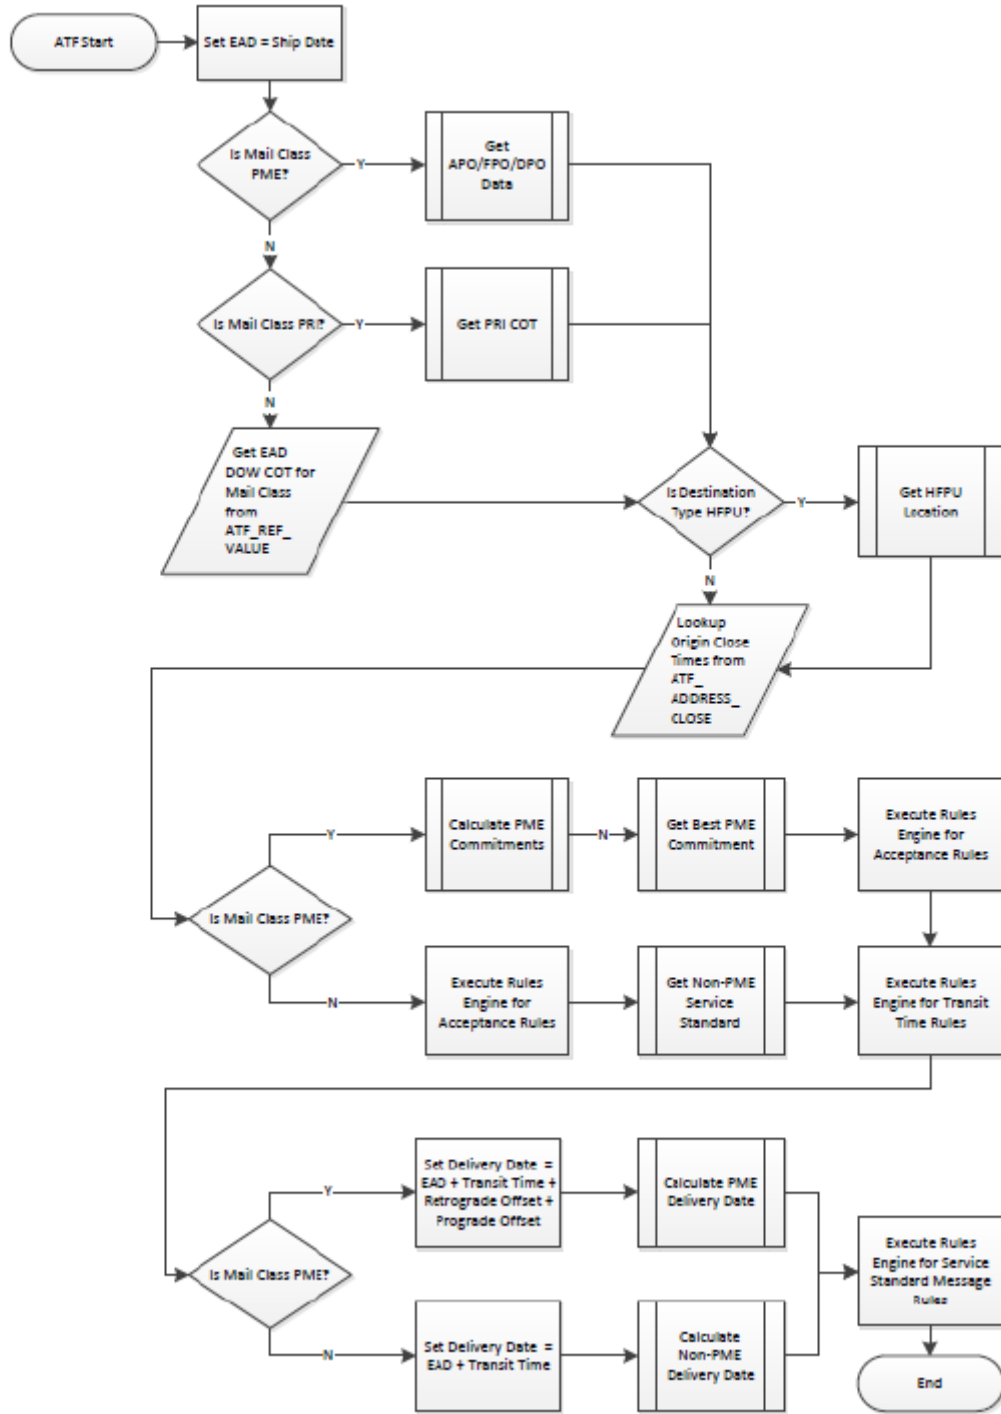 ATF Start
Set EAD = Ship Date
Is Mail Class
PME?
Y
Get
APO/FPO/DPO
Data
N
Is Mail Class PRI?
Y
Get PRI COT
N
Get EAD
DOW COT for
Mail Class
from
ATF_REF_
VALUE
Is Destination
Type HFPU?
Y
Get HFPU
Location
N
Lookup
Origin Close
Times from
ATF_
ADDRESS_
CLOSE
Y
Calculate PME
Commitments
N
Get Best PME
Commitment
Execute Rules
Engine for
Acceptance Rules
Is Mail Class PME?
N
Execute Rules
Engine for
Acceptance Rules
Get Non-PME
Service
Standard
Execute Rules
Engine for Transit
Time Rules
Y
Set Delivery Date =
EAD + Transit Time +
Retrograde Offset +
Prograde Offset
Calculate PME
Delivery Date
Is Mail Class PME?
Execute Rules
Engine for Service
Standard Message
Rules
N
Set Delivery Date =
EAD + Transit Time
Calculate
Non-PME
Delivery Date
End